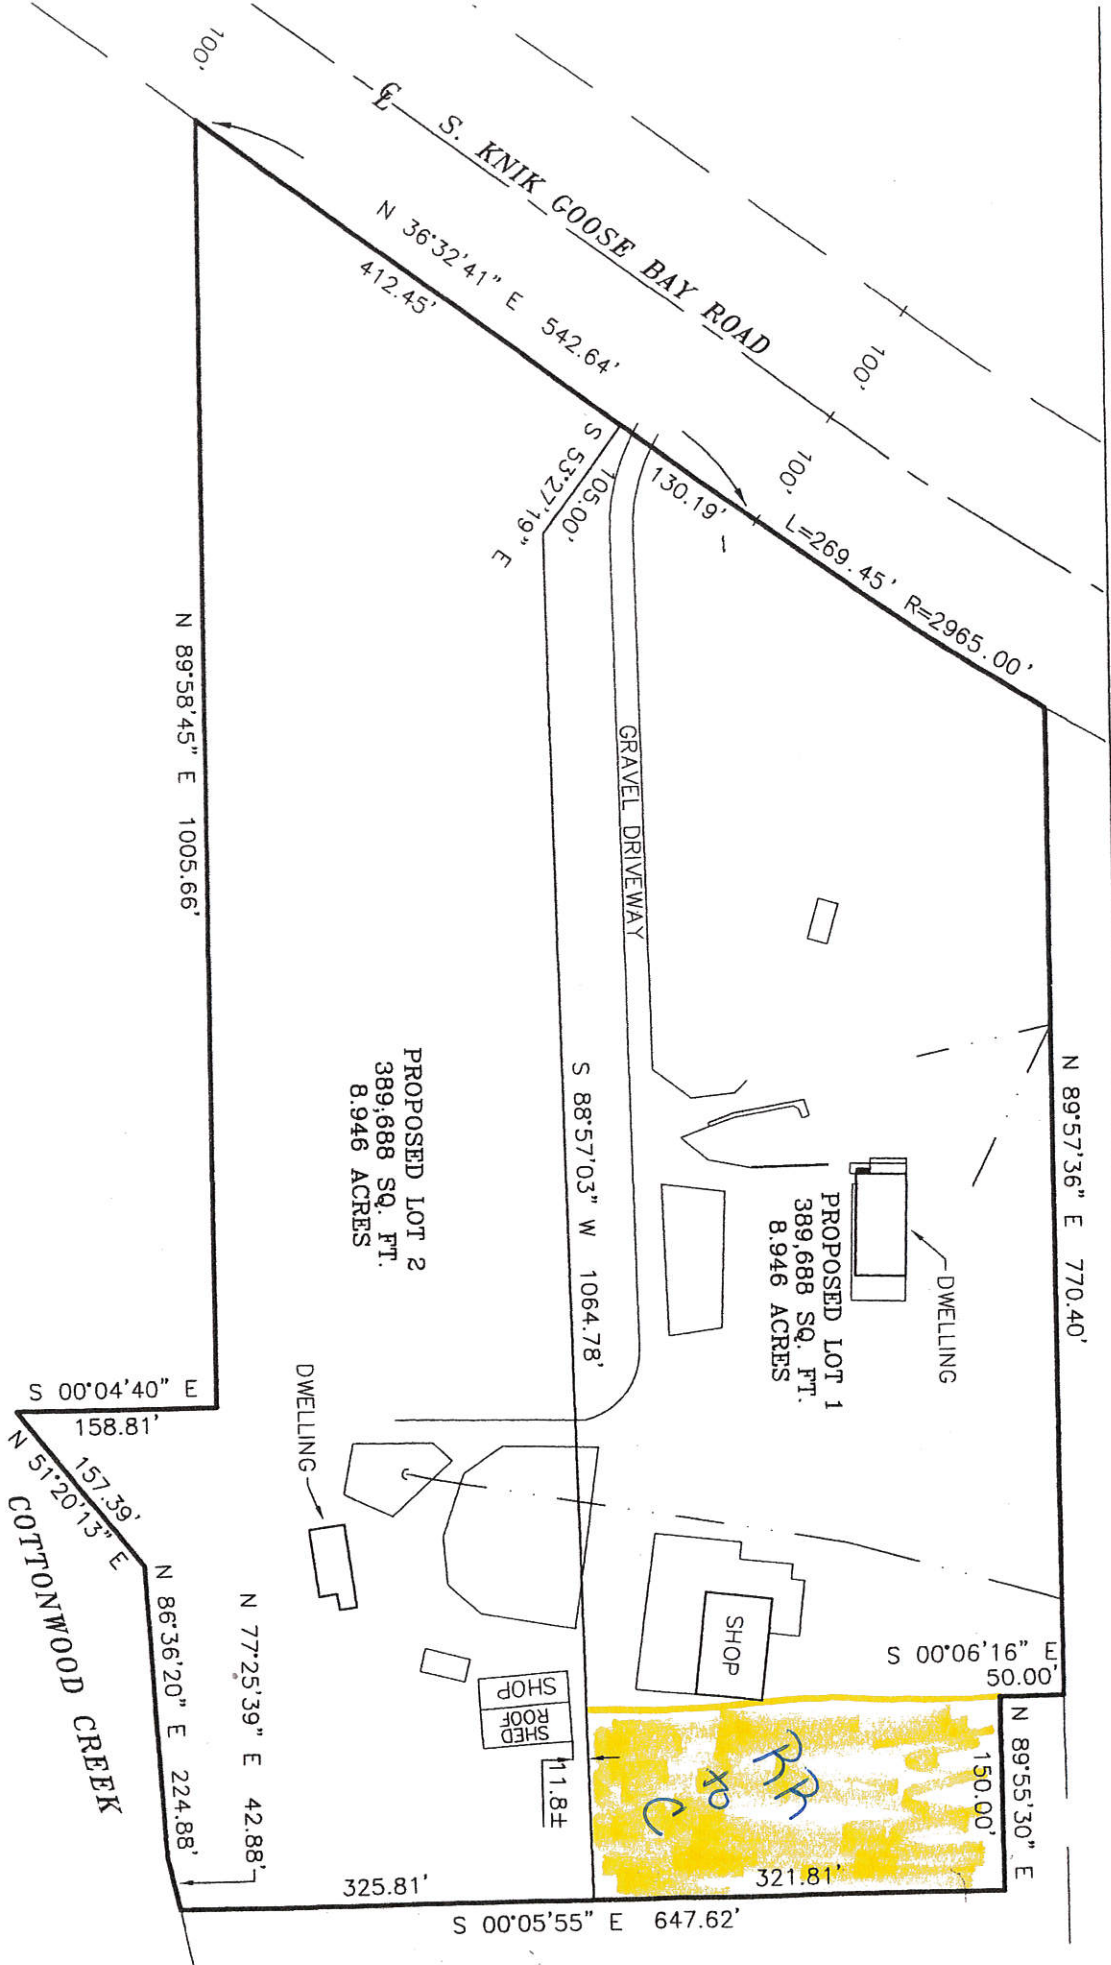 100'
℄ S. KNIK GOOSE BAY ROAD
100'
100'
N 36°32'41" E 542.64'
412.45'
130.19'
L=269.45' R=2965.00'
S 53°27'19" E
105.00'
GRAVEL DRIVEWAY
N 89°57'36" E 770.40'
N 89°58'45" E 1005.66'
S 88°57'03" W 1064.78'
PROPOSED LOT 1
389,688 SQ. FT.
8.946 ACRES
DWELLING
PROPOSED LOT 2
389,688 SQ. FT.
8.946 ACRES
DWELLING
SHOP
S 00°06'16" E
50.00'
N 89°55'30" E
150.00'
RR
to
C
321.81'
SHOP
SHED
ROOF
11.8±
S 00°04'40" E
158.81'
157.39'
N 51°20'13" E
COTTONWOOD CREEK
N 86°36'20" E 224.88'
N 77°25'39" E 42.88'
325.81'
S 00°05'55" E 647.62'